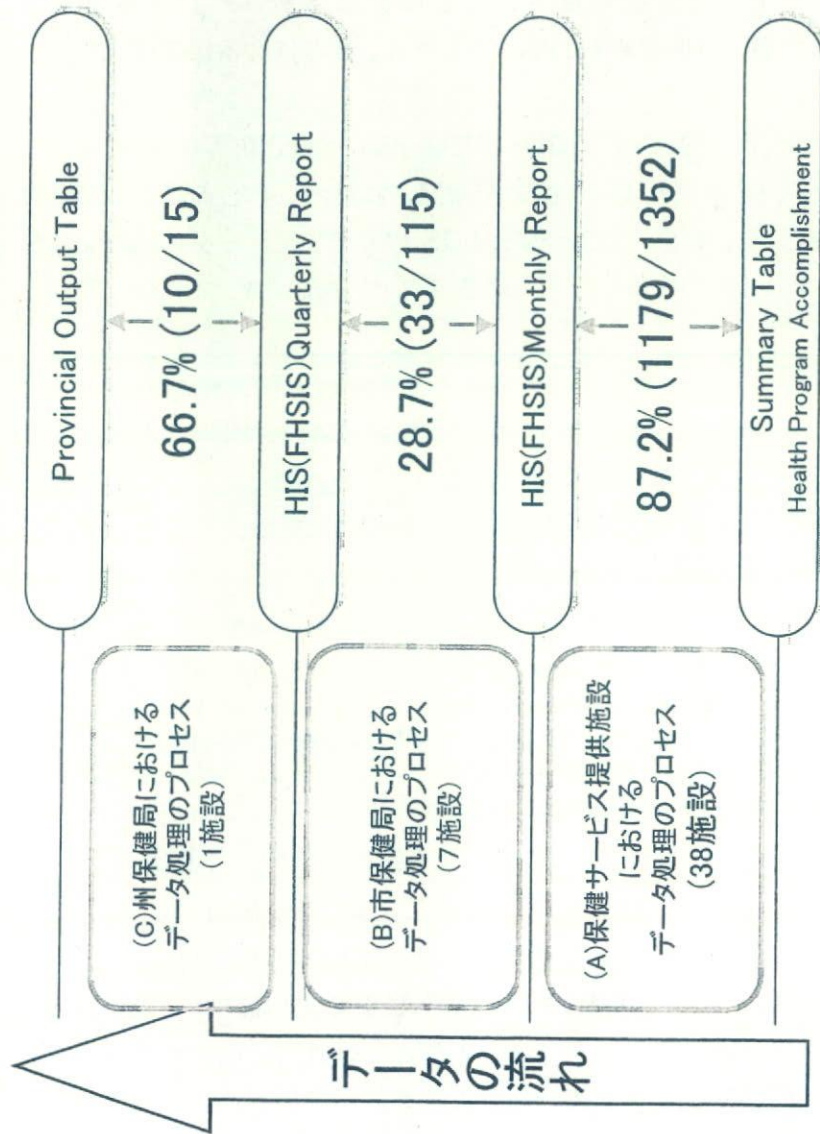 Provincial Output Table
(C)州保健局における
データ処理のプロセス
(1施設)
66.7% (10/15)
HIS(FHSIS)Quarterly Report
(B)市保健局における
データ処理のプロセス
(7施設)
28.7% (33/115)
HIS(FHSIS)Monthly Report
(A)保健サービス提供施設
における
データ処理のプロセス
(38施設)
87.2% (1179/1352)
Summary Table
Health Program Accomplishment
データの流れ